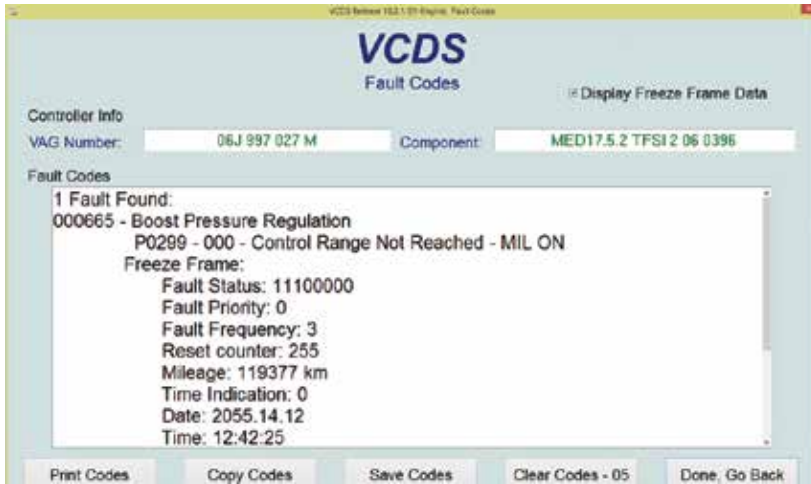 VCDS
Fault Codes
Display Freeze Frame Data
Controller Info
VAG Number: 06J 997 027 M Component: MED17.5.2 TFSI 2 06 0396
Fault Codes
1 Fault Found:
000665 - Boost Pressure Regulation
P0299 - 000 - Control Range Not Reached - MIL ON
Freeze Frame:
Fault Status: 11100000
Fault Priority: 0
Fault Frequency: 3
Reset counter: 255
Mileage: 119377 km
Time Indication: 0
Date: 2055.14.12
Time: 12:42:25
Print Codes Copy Codes Save Codes Clear Codes - 05 Done, Go Back